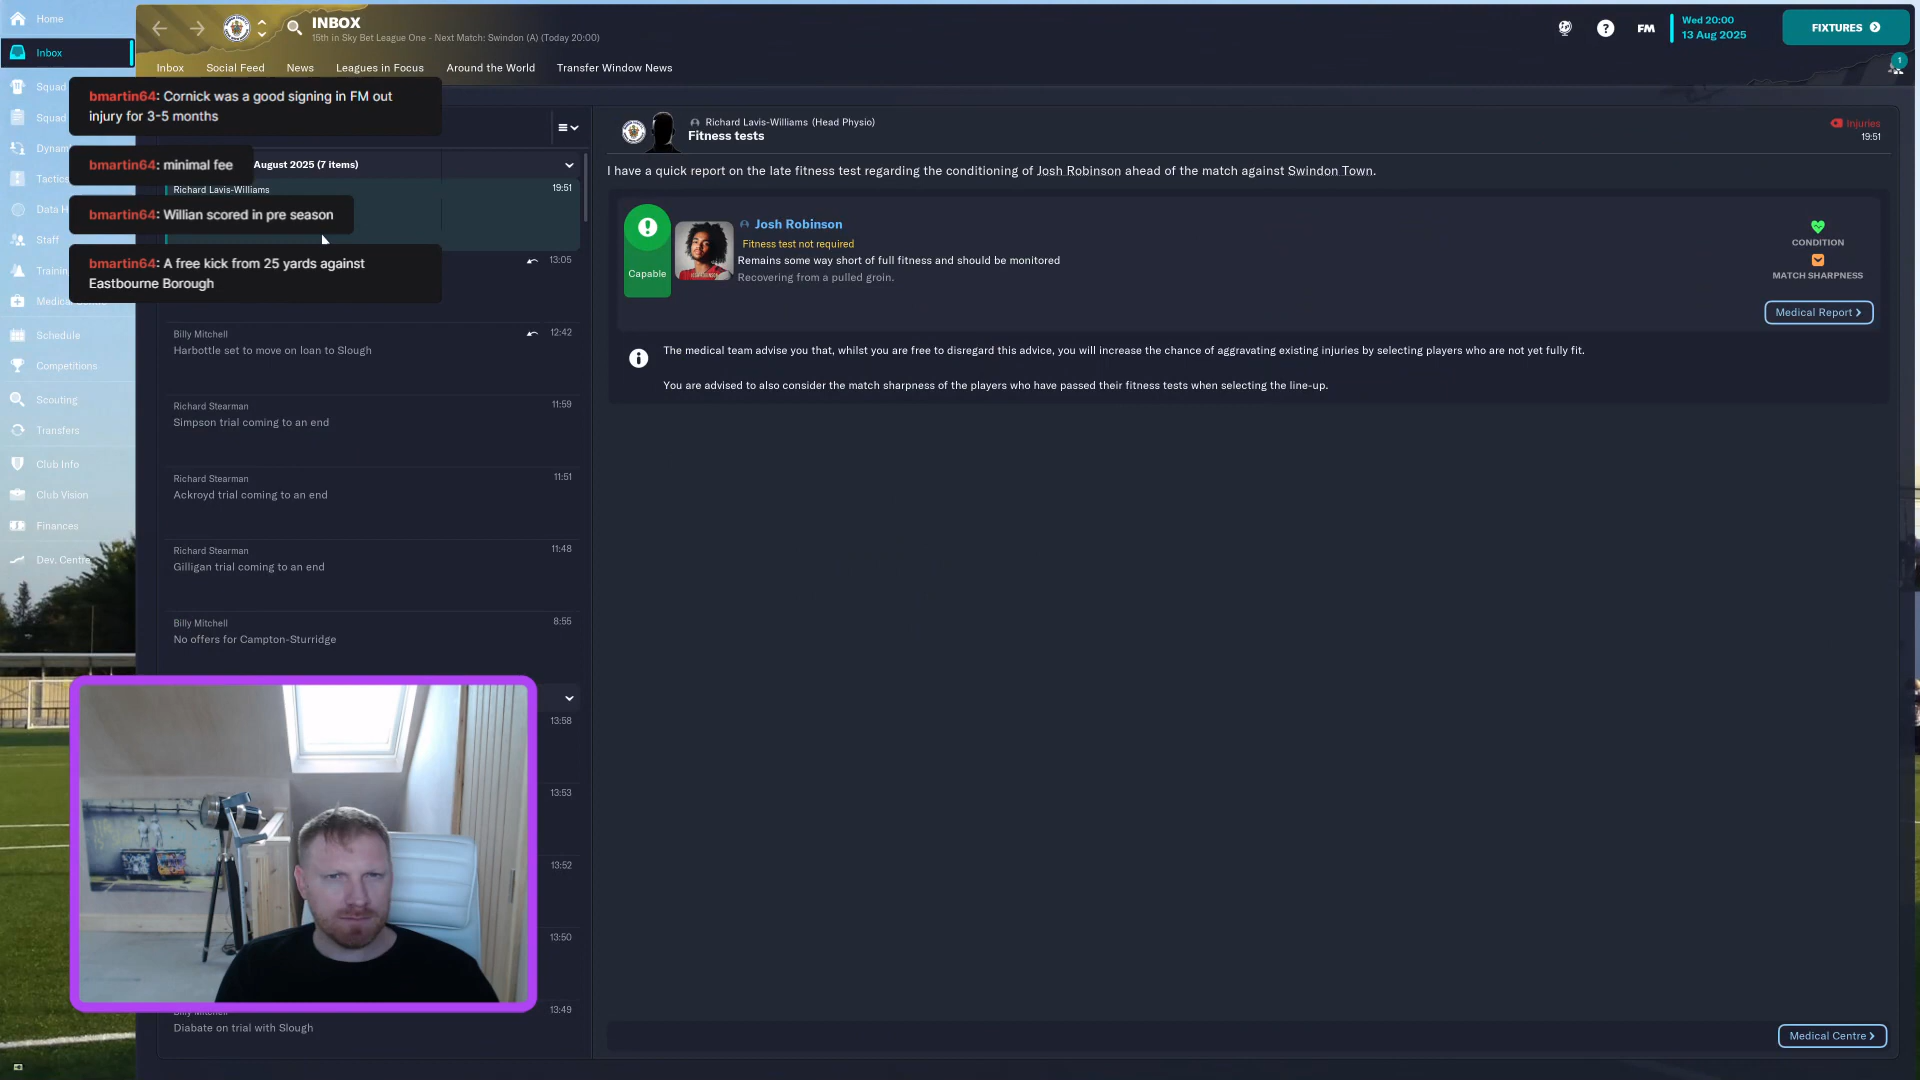 Home
INBOX
15th in Sky Bet League One - Next Match: Swindon (A) (Today 20:00)
FM
Wed 20:00
13 Aug 2025
FIXTURES
Inbox
Inbox
Social Feed
News
Leagues in Focus
Around the World
Transfer Window News
1
Squad
bmartin64: Cornick was a good signing in FM out
injury for 3-5 months
Squad
bmartin64: minimal fee
Tactics
bmartin64: Willian scored in pre season
Data H
Staff
bmartin64: A free kick from 25 yards against
Eastbourne Borough
Schedule
Competitions
Scouting
Transfers
Club Info
Club Vision
Finances
Dev. Centre
August 2025 (7 items)
Richard Lavis-Williams
19:51
13:05
Billy Mitchell
12:42
Harbottle set to move on loan to Slough
Richard Stearman
11:59
Simpson trial coming to an end
Richard Stearman
11:51
Ackroyd trial coming to an end
Richard Stearman
11:48
Gilligan trial coming to an end
Billy Mitchell
8:55
No offers for Campton-Sturridge
13:58
13:53
13:52
13:50
Billy Mitchell
13:49
Diabate on trial with Slough
Richard Lavis-Williams (Head Physio)
Fitness tests
Injuries
19:51
I have a quick report on the late fitness test regarding the conditioning of Josh Robinson ahead of the match against Swindon Town.
Capable
Josh Robinson
Fitness test not required
Remains some way short of full fitness and should be monitored
Recovering from a pulled groin.
CONDITION
MATCH SHARPNESS
Medical Report
The medical team advise you that, whilst you are free to disregard this advice, you will increase the chance of aggravating existing injuries by selecting players who are not yet fully fit.
You are advised to also consider the match sharpness of the players who have passed their fitness tests when selecting the line-up.
Medical Centre